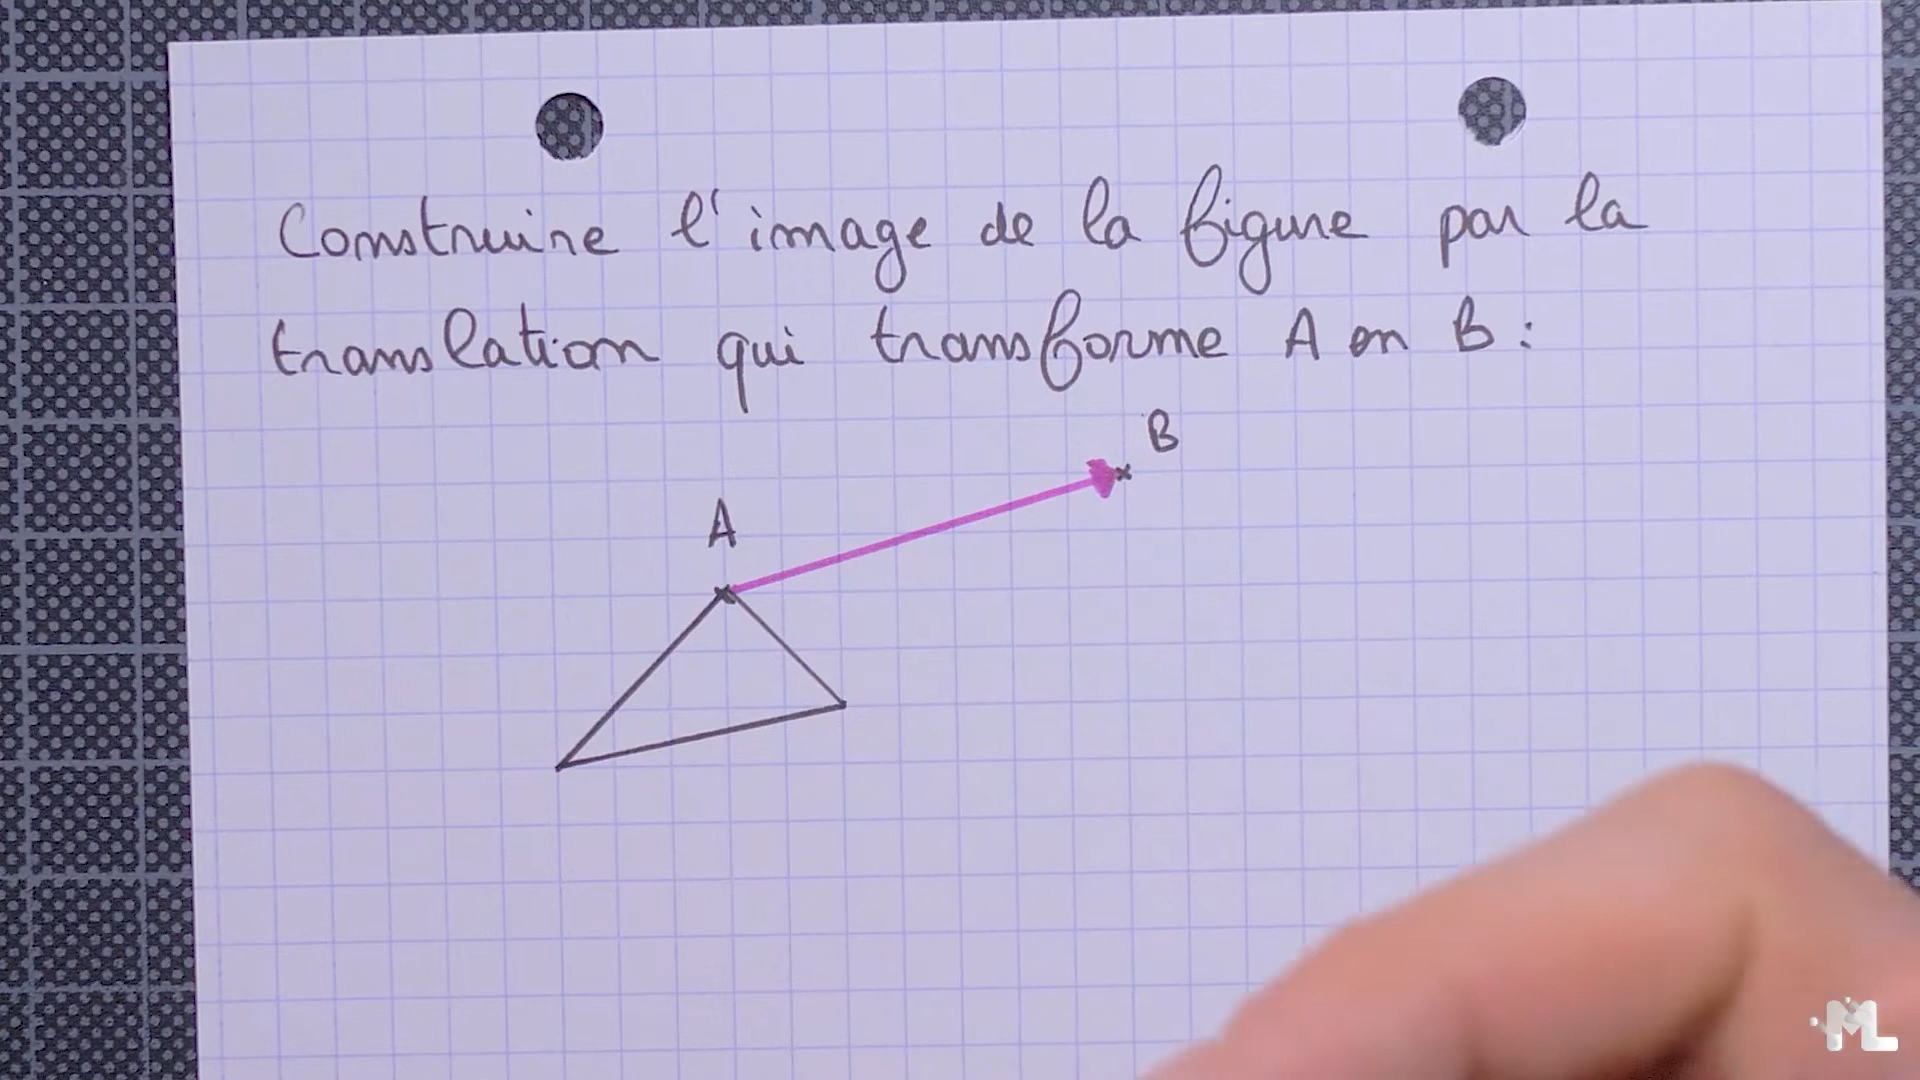 Construire l'image de la figure par la
translation qui transforme A en B :
B
A
ML